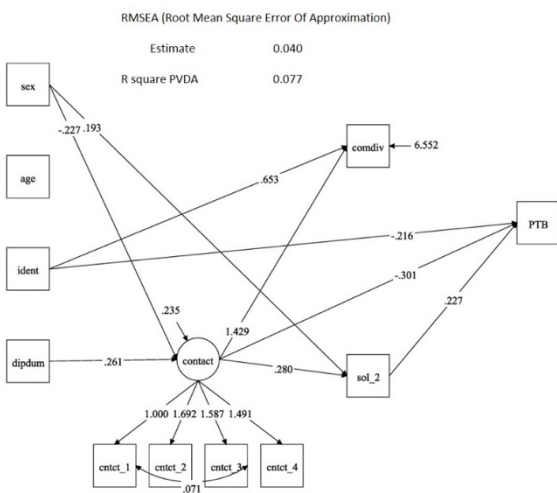 RMSEA (Root Mean Square Error Of Approximation)
Estimate 0.040
R square PVDA 0.077
sex
-.227 .193
comdiv 6.552
age
.653
PTB
ident
-.216
-.301
.235
1.429
.227
dipdum .261 contact .280 sol_2
1.000 1.692 1.587 1.491
cntct_1 cntct_2 cntct_3 cntct_4
.071